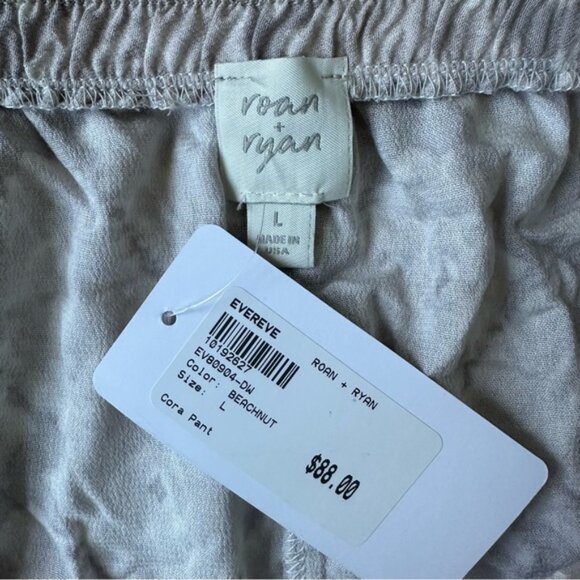 roan
+
ryan
L
MADE IN
USA
EVEREVE
ROAN + RYAN
10192627
EV80904-DW
Color: BEACHNUT
Size: L
Cora Pant
$88.00